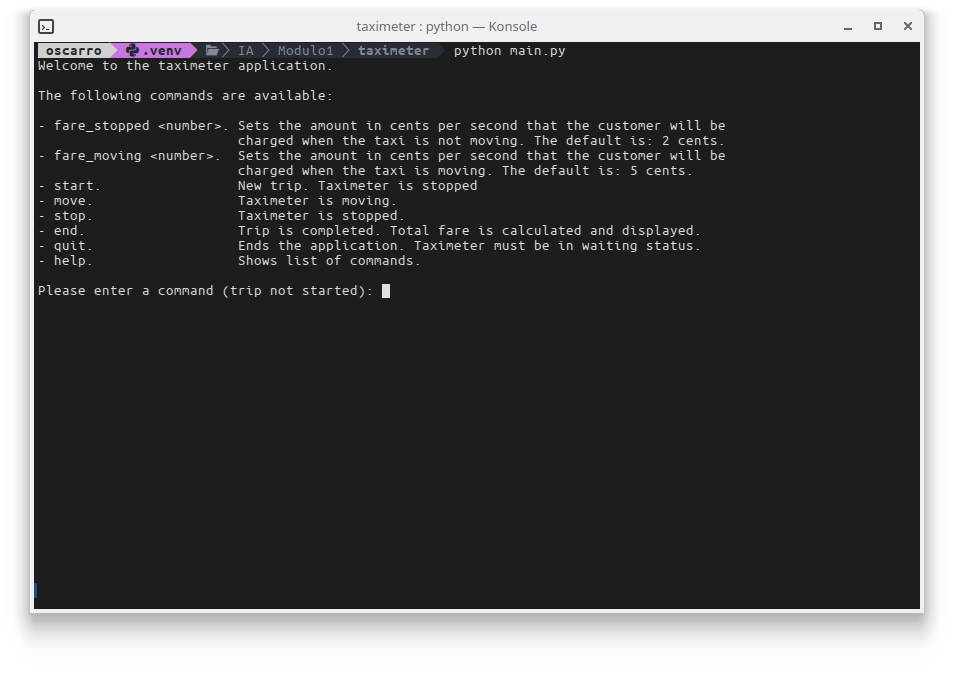 taximeter : python — Konsole
oscarro .venv IA Modulo1 taximeter python main.py
Welcome to the taximeter application.
The following commands are available:
- fare_stopped <number>. Sets the amount in cents per second that the customer will be
charged when the taxi is not moving. The default is: 2 cents.
- fare_moving <number>. Sets the amount in cents per second that the customer will be
charged when the taxi is moving. The default is: 5 cents.
- start. New trip. Taximeter is stopped
- move. Taximeter is moving.
- stop. Taximeter is stopped.
- end. Trip is completed. Total fare is calculated and displayed.
- quit. Ends the application. Taximeter must be in waiting status.
- help. Shows list of commands.
Please enter a command (trip not started):